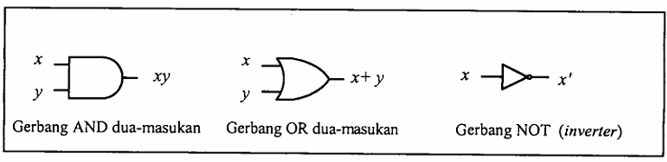 x
y
xy
Gerbang AND dua-masukan
x
y
x+ y
Gerbang OR dua-masukan
x
x'
Gerbang NOT (inverter)